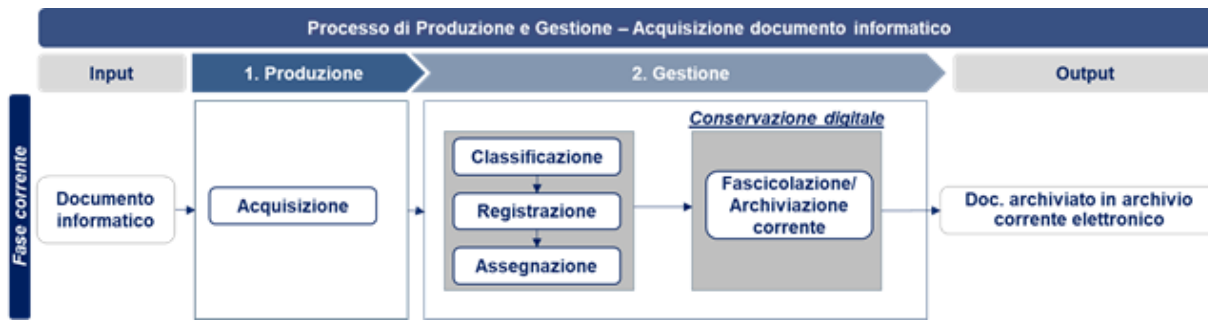 Processo di Produzione e Gestione – Acquisizione documento informatico
Input
1. Produzione
2. Gestione
Output
Fase corrente
Documento
informatico
Acquisizione
Classificazione
Registrazione
Assegnazione
Conservazione digitale
Fascicolazione/
Archiviazione
corrente
Doc. archiviato in archivio
corrente elettronico